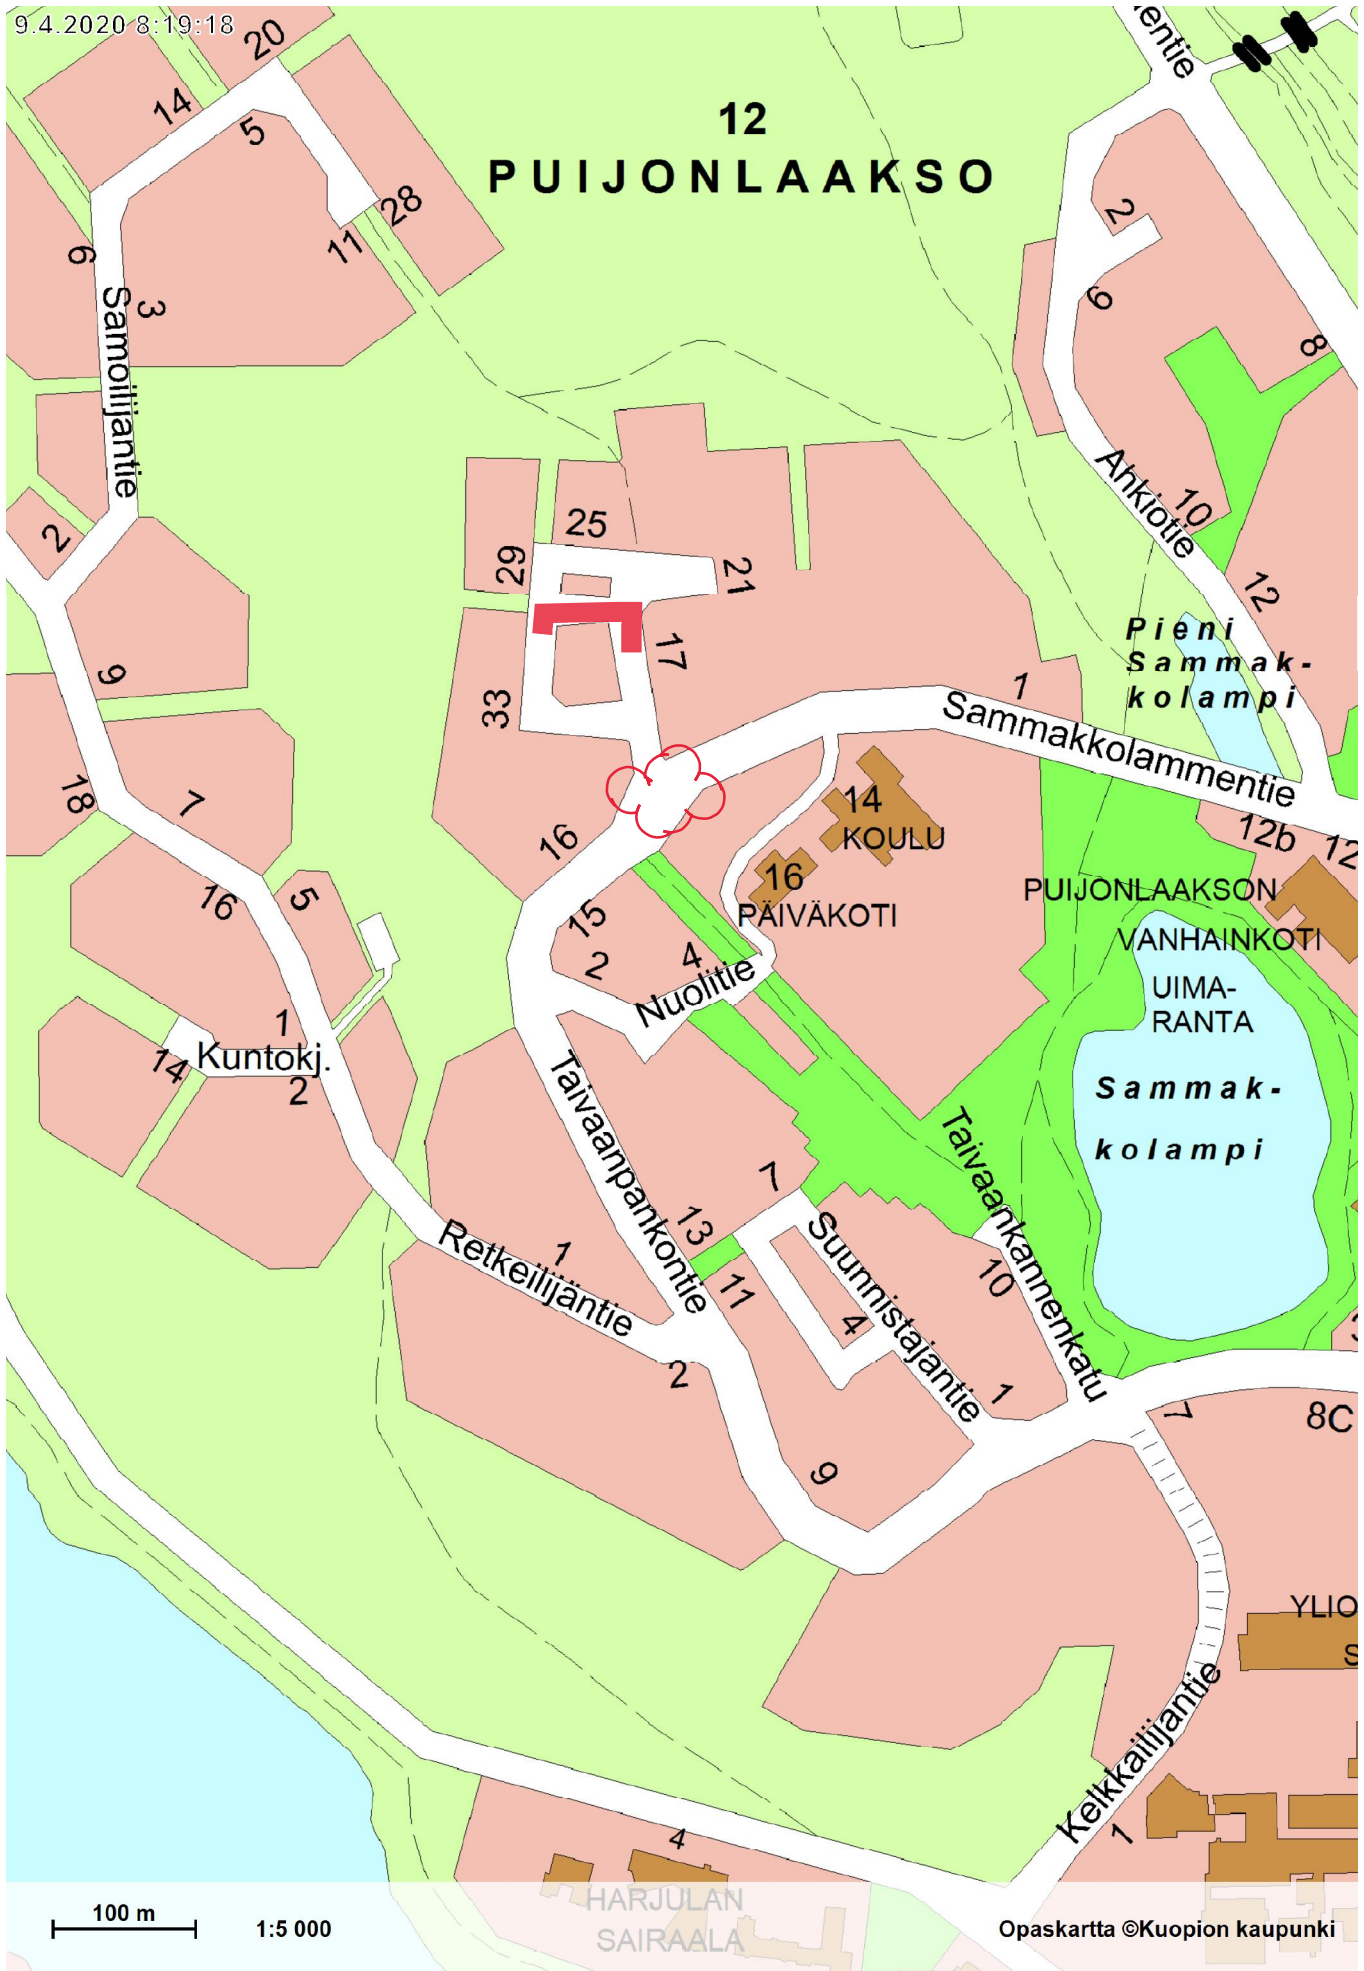 9.4.2020 8:19:18
20
14
5
12
PUIJONLAAKSO
entie
28
11
6
3
Samoilijantie
2
6
8
Ahkiotie
10
12
25
29
21
17
33
2
9
18
7
16
5
1
Kuntokj.
14
2
Pieni
Sammak-
kolampi
1
Sammakkolammentie
12b
12
14
KOULU
16
PÄIVÄKOTI
16
15
2
4
Nuolitie
PUIJONLAAKSON
VANHAINKOTI
UIMA-
RANTA
Sammak-
kolampi
Taivaanpankontie
Taivaankannenkatu
7
13
11
Suunnistajantie
4
10
1
Retkeilijäntie
1
2
9
7
8C
YLIO
S
Kelkkailijantie
1
4
HARJULAN
SAIRAALA
100 m
1:5 000
Opaskartta ©Kuopion kaupunki